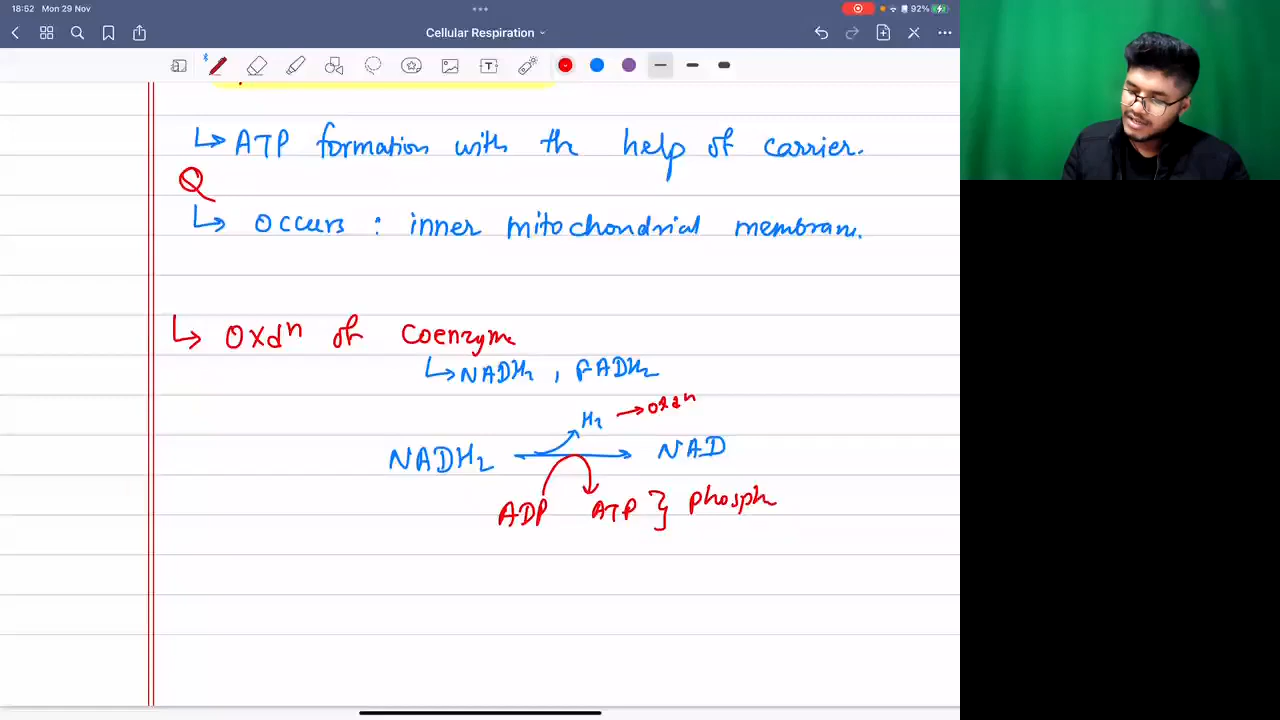 18:52 Mon 29 Nov
92%
Cellular Respiration
↳ ATP formation with the help of carrier.
Q
↳ occurs : inner mitochondrial membran.
↳ Oxdⁿ of Coenzyme
↳ NADH₂ , FADH₂
H₂ → oxdⁿ
NADH₂ → NAD
ADP ATP } phosph